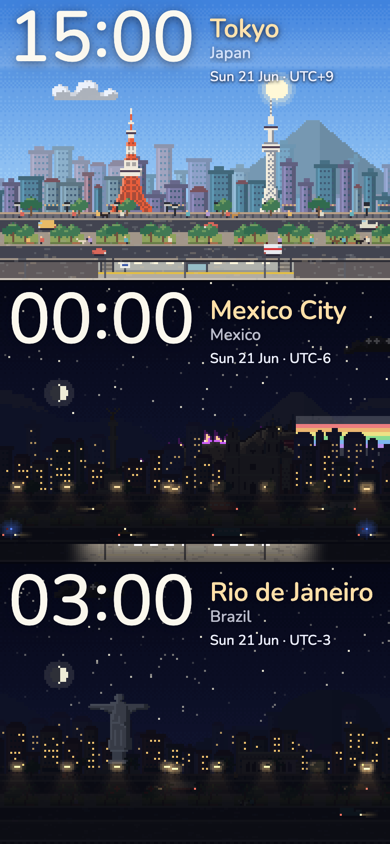 15:00
Tokyo
Japan
Sun 21 Jun · UTC+9
00:00
Mexico City
Mexico
Sun 21 Jun · UTC-6
03:00
Rio de Janeiro
Brazil
Sun 21 Jun · UTC-3